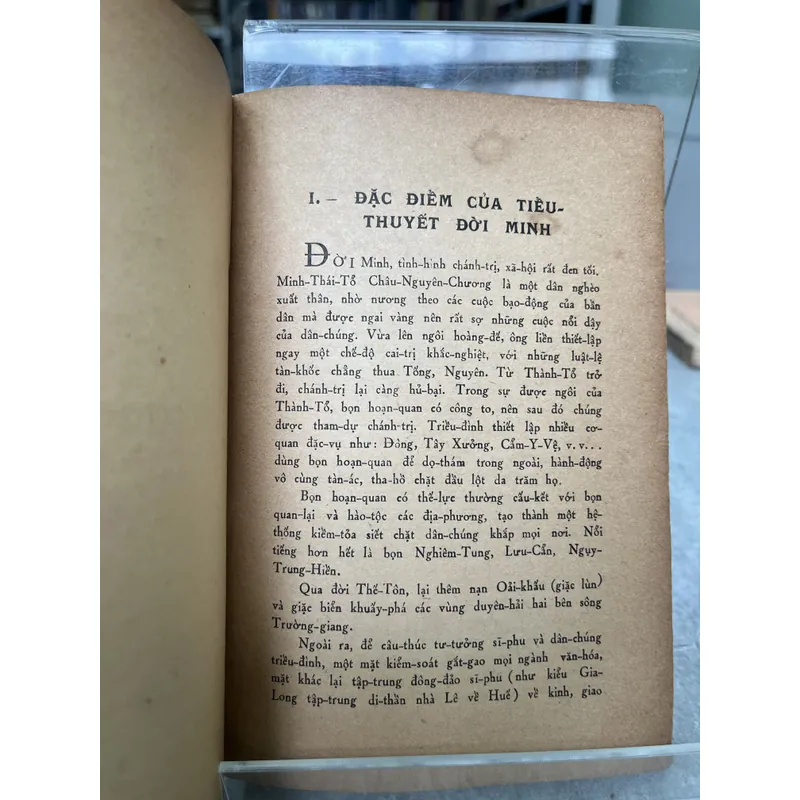 I. – ĐẶC ĐIỂM CỦA TIỂU-
THUYẾT ĐỜI MINH
ĐỜI Minh, tình-hình chánh-trị, xã-hội rất đen tối.
Minh-Thái-Tổ Châu-Nguyên-Chương là một dân nghèo
xuất thân, nhờ nương theo các cuộc bạo-động của bần
dân mà được ngai vàng nên rất sợ những cuộc nổi dậy
của dân-chúng. Vừa lên ngôi hoàng-đế, ông liền thiết-lập
ngay một chế-độ cai-trị khắc-nghiệt, với những luật-lệ
tàn-khốc chẳng thua Tống, Nguyên. Từ Thành-Tổ trở
đi, chánh-trị lại càng hủ-bại. Trong sự được ngôi của
Thành-Tổ, bọn hoạn-quan có công to, nên sau đó chúng
được tham-dự chánh-trị. Triều-đình thiết lập nhiều cơ-
quan đặc-vụ như : Đông, Tây Xưởng, Cẩm-Y-Vệ, v.v...
dùng bọn hoạn-quan để dọ-thám trong ngoài, hành-động
vô cùng tàn-ác, tha-hồ chặt đầu lột da trăm họ.
Bọn hoạn-quan có thế-lực thường cấu-kết với bọn
quan-lại và hào-tộc các địa-phương, tạo thành một hệ-
thống kiềm-tỏa siết chặt dân-chúng khắp mọi nơi. Nổi
tiếng hơn hết là bọn Nghiêm-Tung, Lưu-Cẩn, Ngụy-
Trung-Hiền.
Qua đời Thế-Tôn, lại thêm nạn Oải-khấu (giặc lùn)
và giặc biển khuấy-phá các vùng duyên-hải hai bên sông
Trường-giang.
Ngoài ra, để câu-thúc tư-tưởng sĩ-phu và dân-chúng
triều-đình, một mặt kiểm-soát gắt-gao mọi ngành văn-hóa,
mặt khác lại tập-trung đông-đảo sĩ-phu (như kiểu Gia-
Long tập-trung di-thần nhà Lê về Huế) về kinh, giao